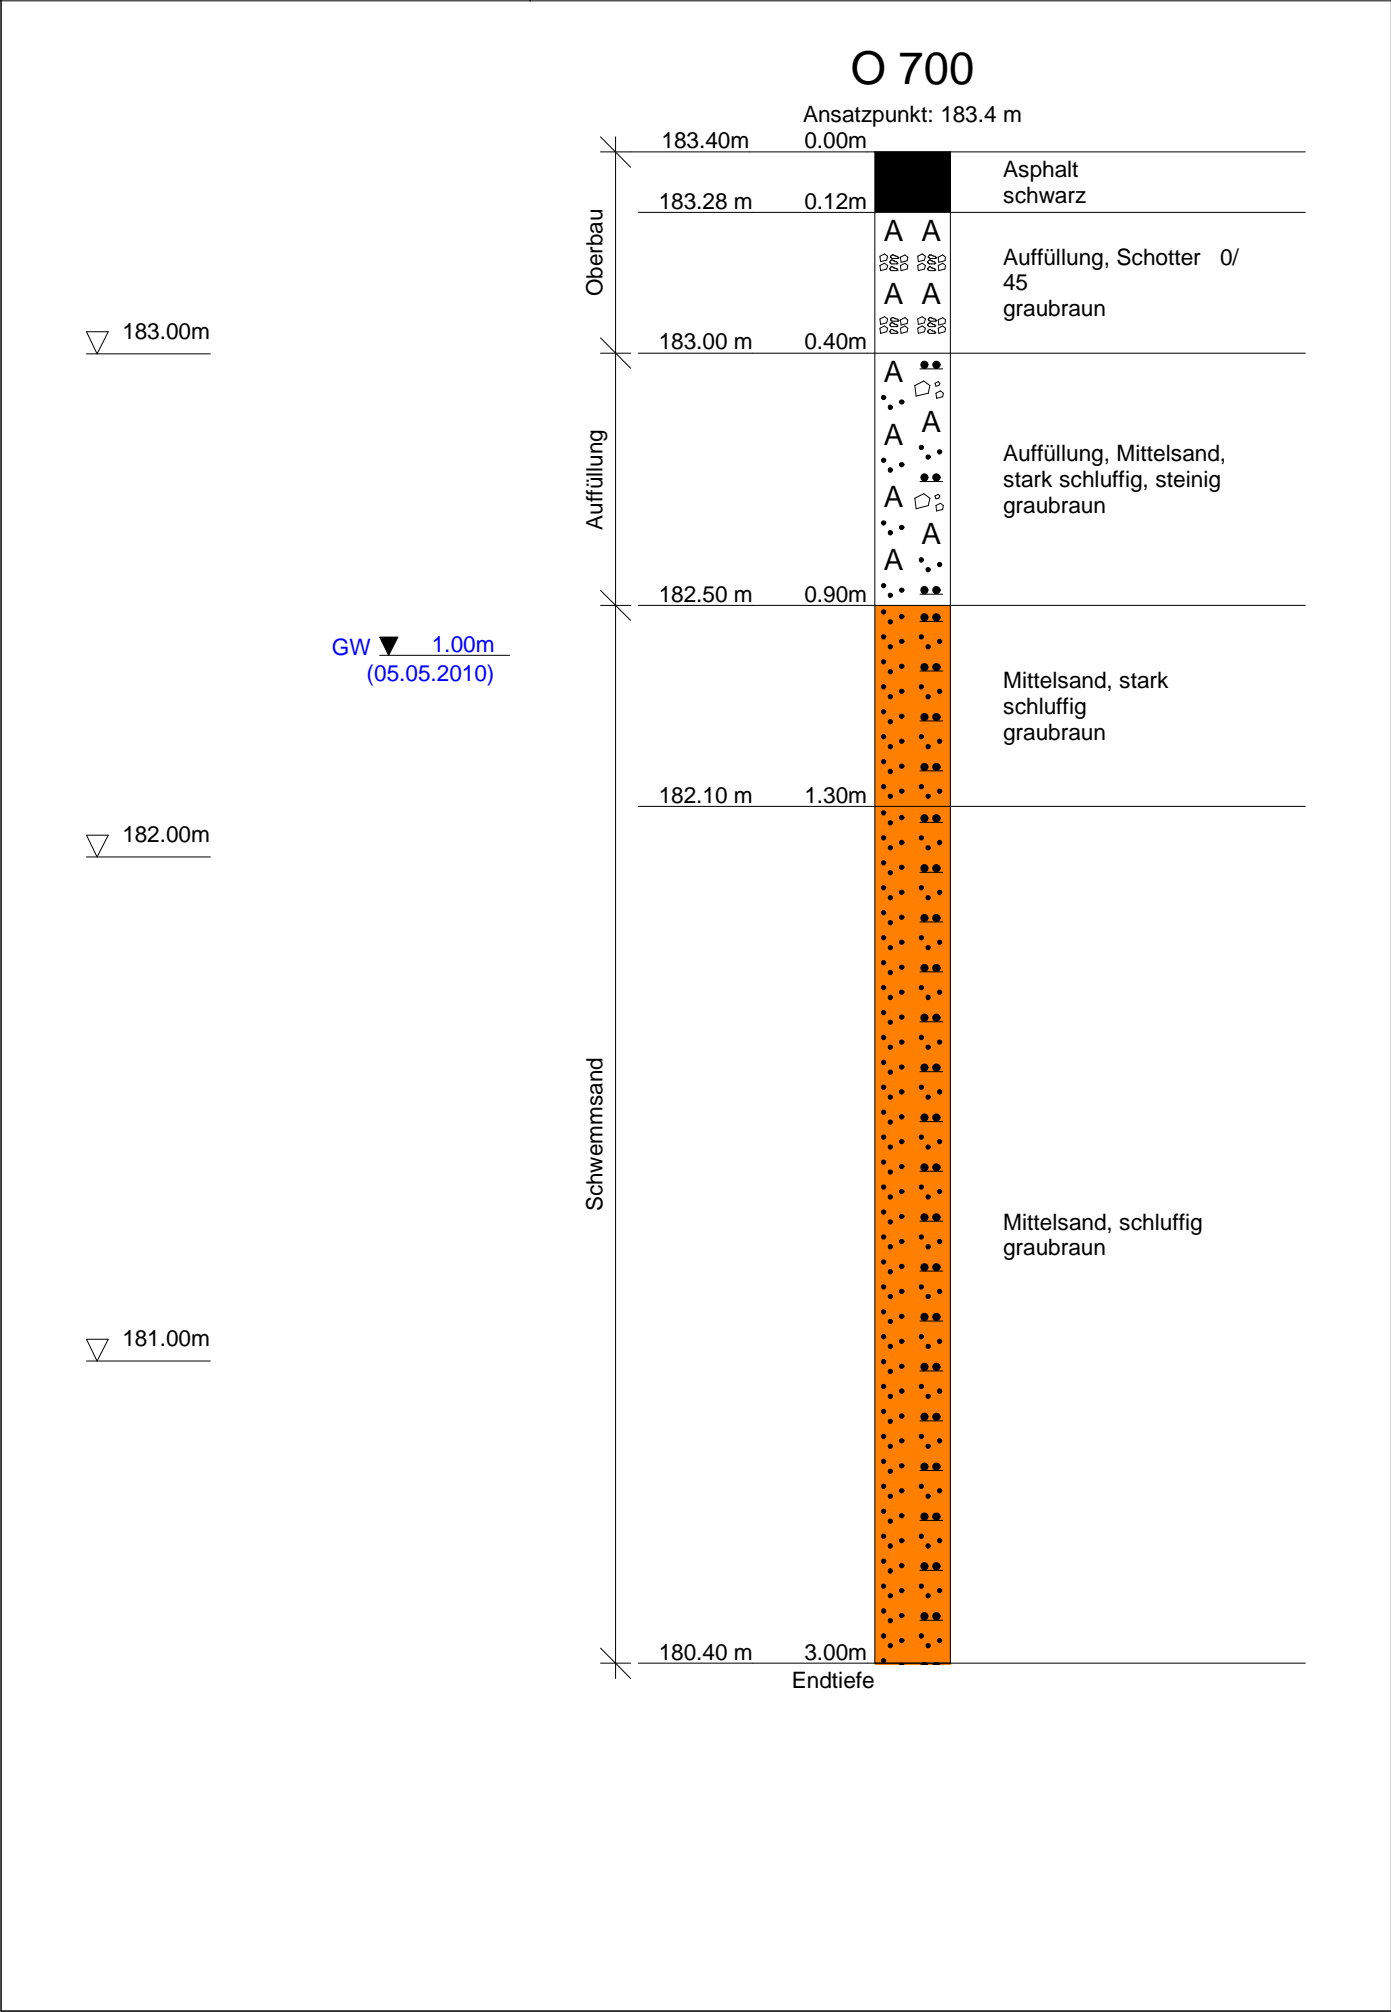 O 700
Ansatzpunkt: 183.4 m
183.40m 0.00m
Asphalt
schwarz
183.28 m 0.12m
Oberbau
A A
Auffüllung, Schotter 0/
45
graubraun
A A
183.00m
183.00 m 0.40m
Auffüllung
A
A
A
A
A
A
Auffüllung, Mittelsand,
stark schluffig, steinig
graubraun
182.50 m 0.90m
GW 1.00m
(05.05.2010)
Mittelsand, stark
schluffig
graubraun
182.10 m 1.30m
182.00m
Schwemmsand
Mittelsand, schluffig
graubraun
181.00m
180.40 m 3.00m
Endtiefe